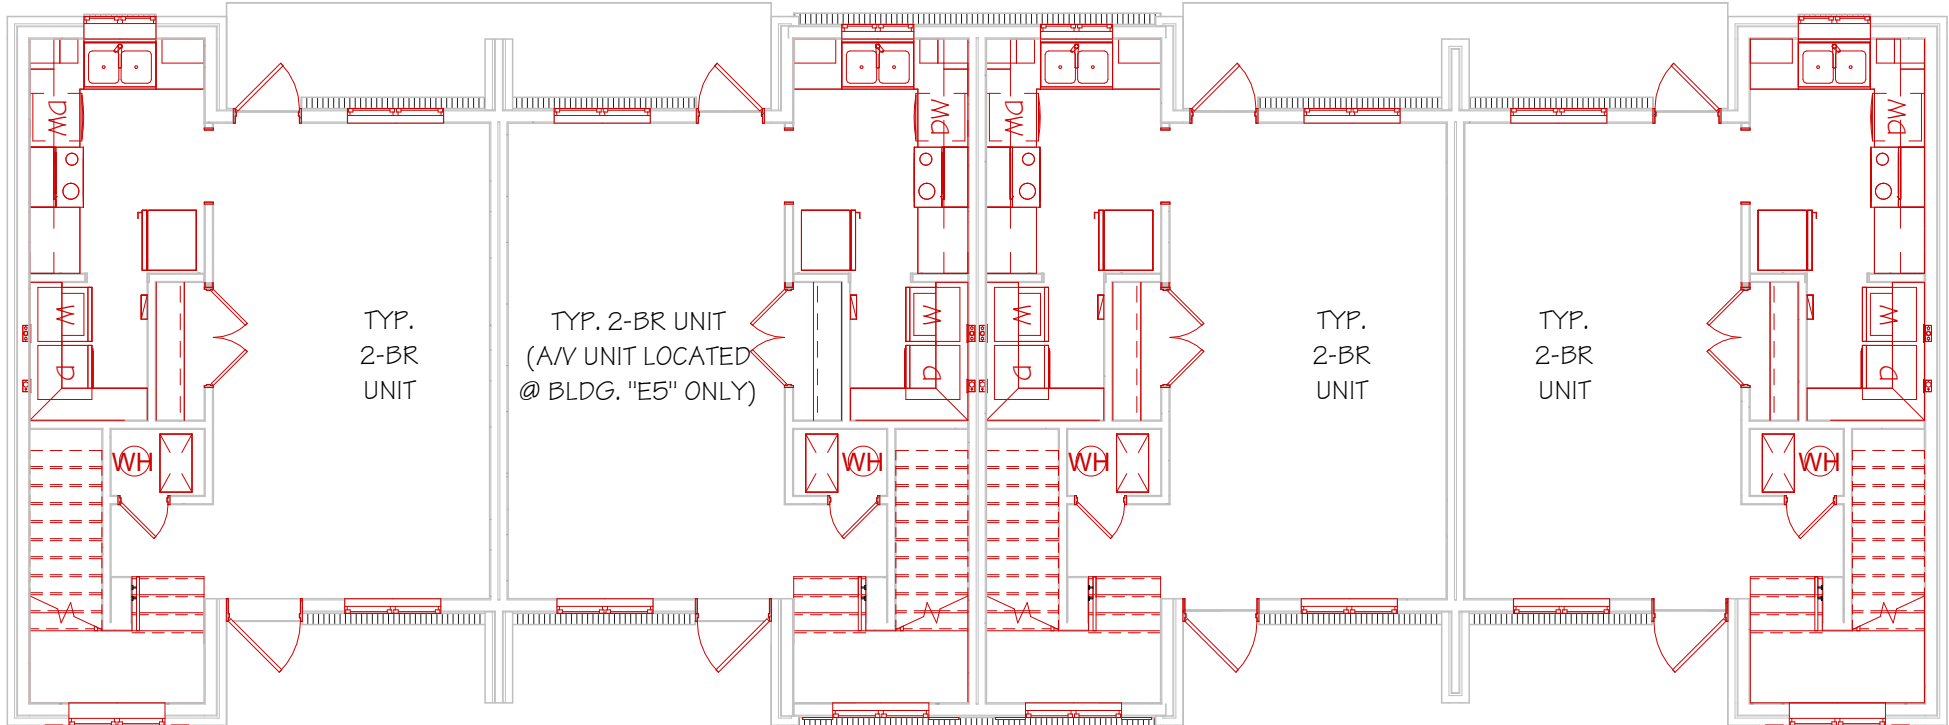 DW
DW
DW
DW
W
D
TYP.
2-BR
UNIT
TYP. 2-BR UNIT
(A/V UNIT LOCATED
@ BLDG. "E5" ONLY)
W
D
W
D
TYP.
2-BR
UNIT
TYP.
2-BR
UNIT
W
D
WH
WH
WH
WH